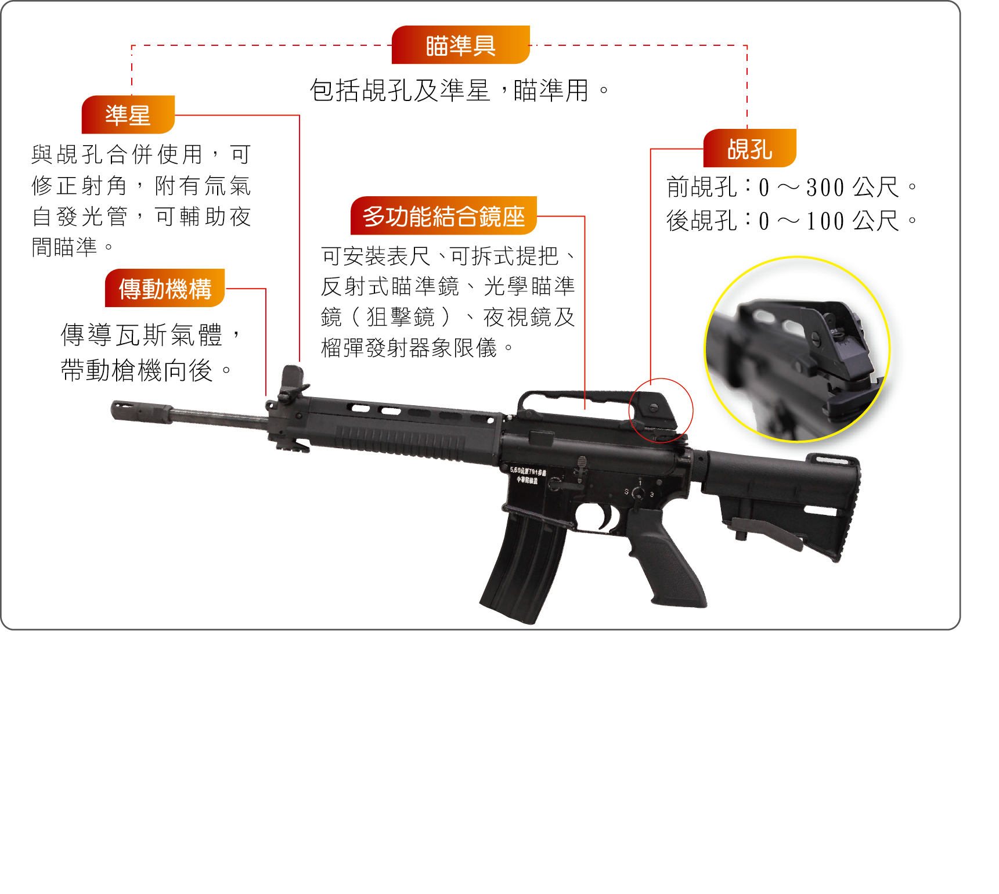 瞄準具
包括覘孔及準星，瞄準用。
準星
與覘孔合併使用，可
修正射角，附有氚氣
自發光管，可輔助夜
間瞄準。
覘孔
前覘孔：0～300 公尺。
後覘孔：0～100 公尺。
多功能結合鏡座
可安裝表尺、可拆式提把、
反射式瞄準鏡、光學瞄準
鏡（狙擊鏡）、夜視鏡及
榴彈發射器象限儀。
傳動機構
傳導瓦斯氣體，
帶動槍機向後。
S 1 3